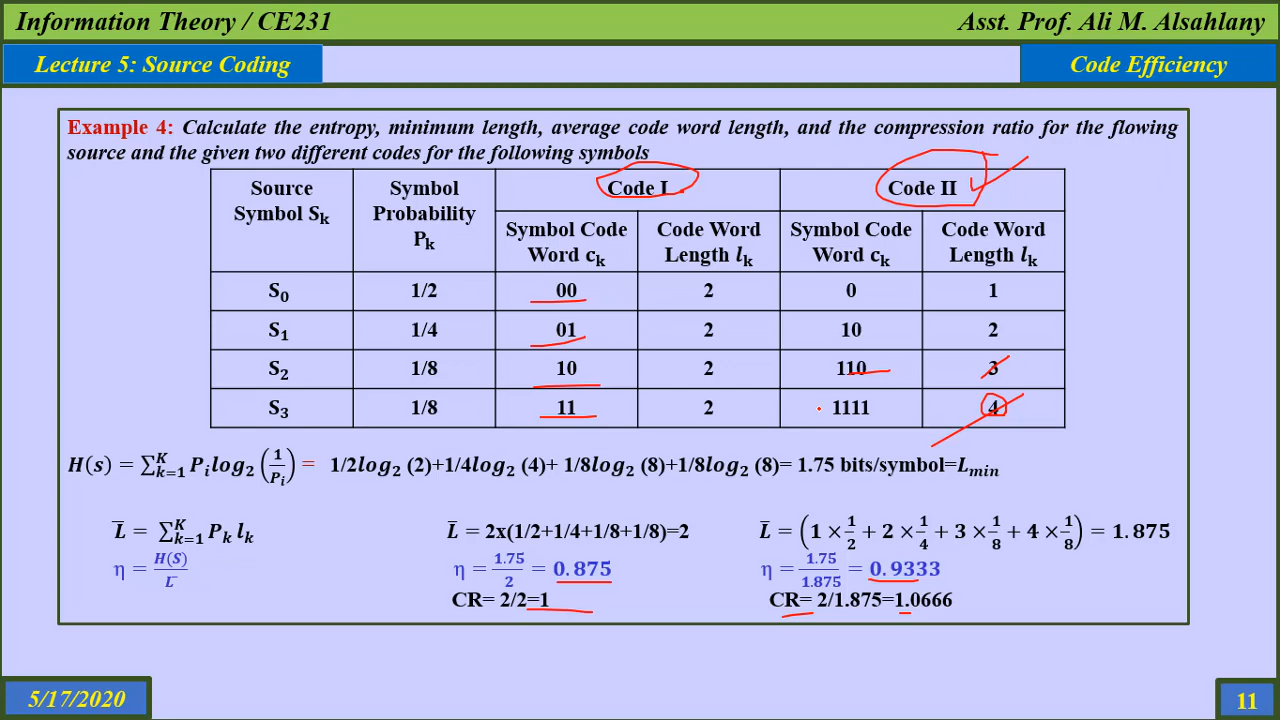 Information Theory / CE231
Asst. Prof. Ali M. Alsahlany
Lecture 5: Source Coding
Code Efficiency
Example 4: Calculate the entropy, minimum length, average code word length, and the compression ratio for the flowing
source and the given two different codes for the following symbols
Source Symbol Sₖ | Symbol Probability Pₖ | Code I | Code II
Symbol Code Word cₖ | Code Word Length lₖ | Symbol Code Word cₖ | Code Word Length lₖ
S₀ 1/2 00 2 0 1
S₁ 1/4 01 2 10 2
S₂ 1/8 10 2 110 3
S₃ 1/8 11 2 1111 4
H(s) = ∑ᴷₖ₌₁ Pᵢlog₂ (1/Pᵢ) = 1/2log₂ (2)+1/4log₂ (4)+ 1/8log₂ (8)+1/8log₂ (8)= 1.75 bits/symbol=Lₘᵢₙ
L̅ = ∑ᴷₖ₌₁ Pₖ lₖ
L̅ = 2x(1/2+1/4+1/8+1/8)=2
L̅ = (1 × 1/2 + 2 × 1/4 + 3 × 1/8 + 4 × 1/8) = 1.875
η = H(S)/L̅
η = 1.75/2 = 0.875
η = 1.75/1.875 = 0.9333
CR= 2/2=1
CR= 2/1.875=1.0666
5/17/2020
11